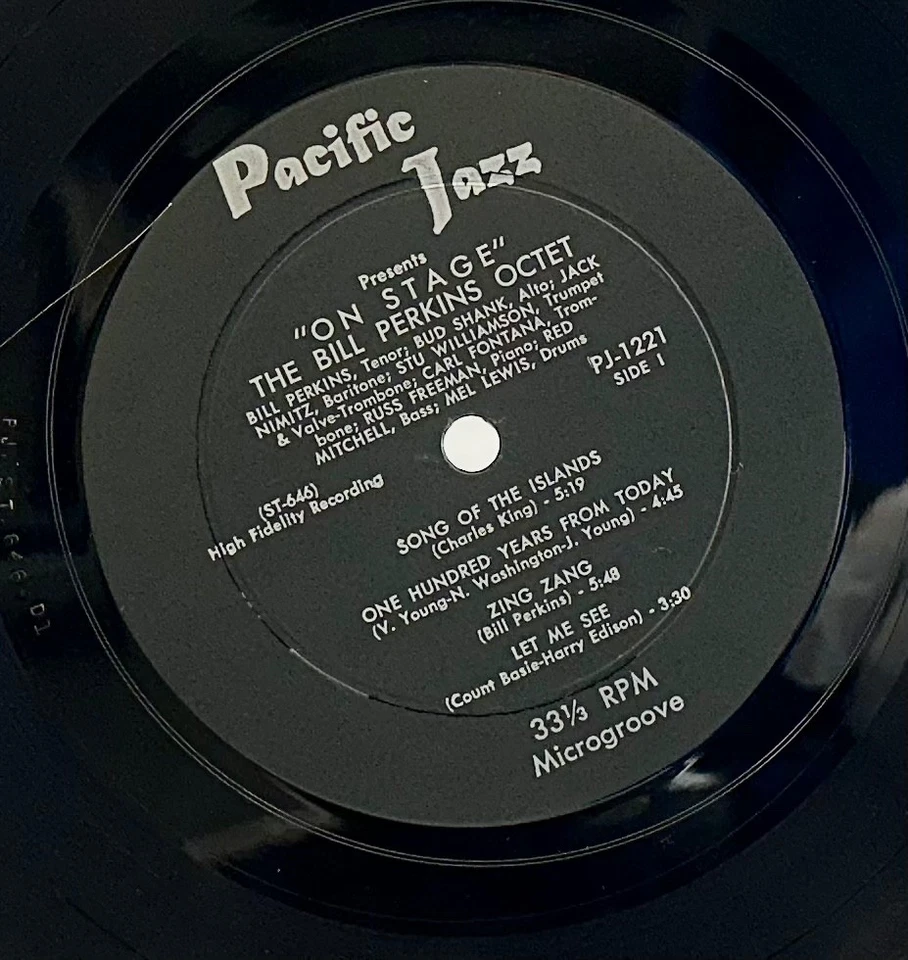 Pacific
Jazz
Presents
"ON STAGE"
THE BILL PERKINS OCTET
BILL PERKINS, Tenor; BUD SHANK, Alto; JACK
NIMITZ, Baritone; STU WILLIAMSON, Trumpet
& Valve-Trombone; CARL FONTANA, Trom-
bone; RUSS FREEMAN, Piano; RED
MITCHELL, Bass; MEL LEWIS, Drums
PJ-1221
SIDE 1
(ST-646)
High Fidelity Recording
SONG OF THE ISLANDS
(Charles King) - 5:19
ONE HUNDRED YEARS FROM TODAY
(Y. Young-N. Washington-J. Young) - 4:45
ZING ZANG
(Bill Perkins) - 5:48
LET ME SEE
(Count Basie-Harry Edison) - 3:30
33⅓ RPM
Microgroove
PJ-ST-646-D1